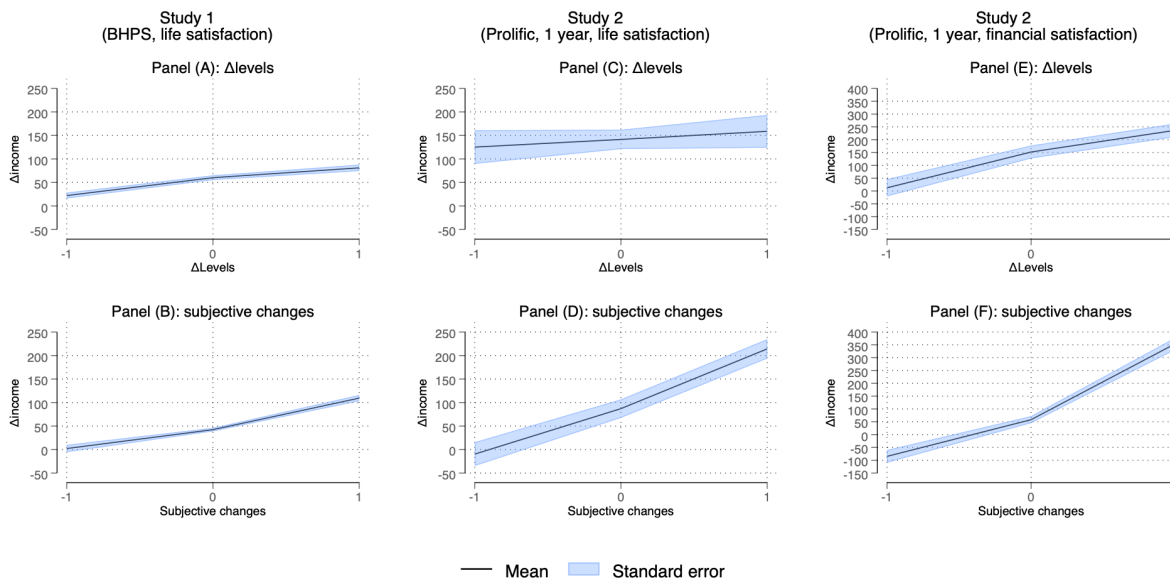 Study 1
(BHPS, life satisfaction)
Study 2
(Prolific, 1 year, life satisfaction)
Study 2
(Prolific, 1 year, financial satisfaction)
Panel (A): Δlevels
250
200
150
100
50
0
-50
Δincome
-1
0
1
ΔLevels
Panel (C): Δlevels
250
200
150
100
50
0
-50
Δincome
-1
0
1
ΔLevels
Panel (E): Δlevels
400
350
300
250
200
150
100
50
0
-50
-100
-150
Δincome
-1
0
ΔLevels
Panel (B): subjective changes
250
200
150
100
50
0
-50
Δincome
-1
0
1
Subjective changes
Panel (D): subjective changes
250
200
150
100
50
0
-50
Δincome
-1
0
1
Subjective changes
Panel (F): subjective changes
400
350
300
250
200
150
100
50
0
-50
-100
-150
Δincome
-1
0
Subjective changes
Mean
Standard error